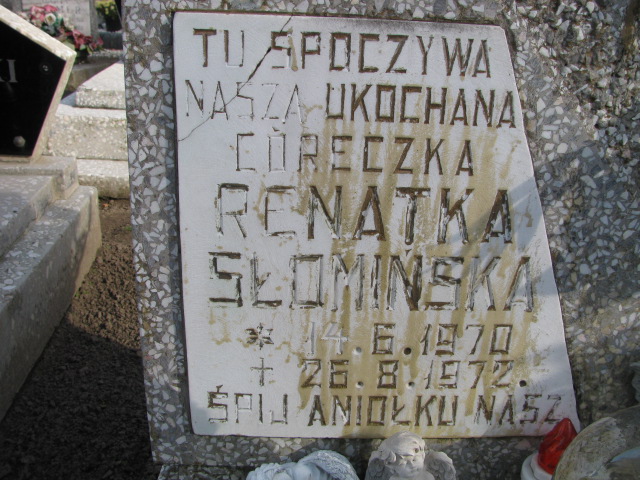 TU SPOCZYWA
NASZA UKOCHANA
CÓRECZKA
RENATKA
SŁOMIŃSKA
* 14.6.1970
† 26.8.1972.
ŚPIJ ANIOŁKU NASZ